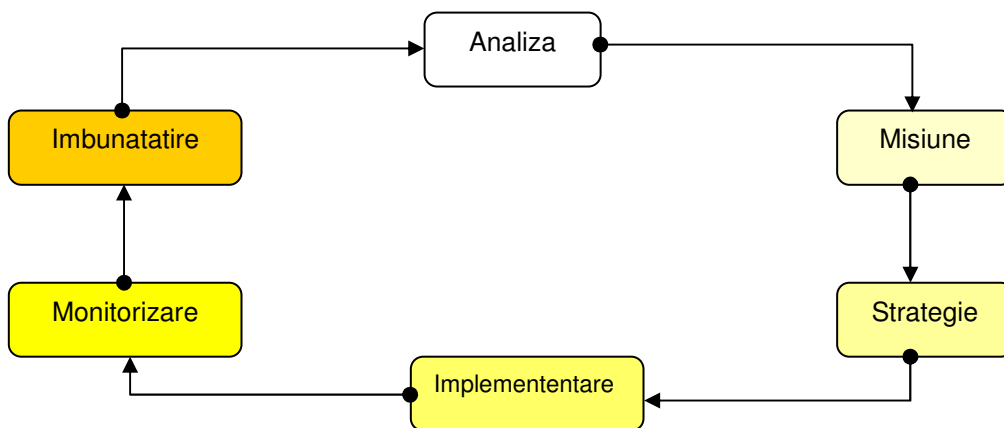 Analiza
Imbunatatire
Misiune
Monitorizare
Strategie
Implemententare